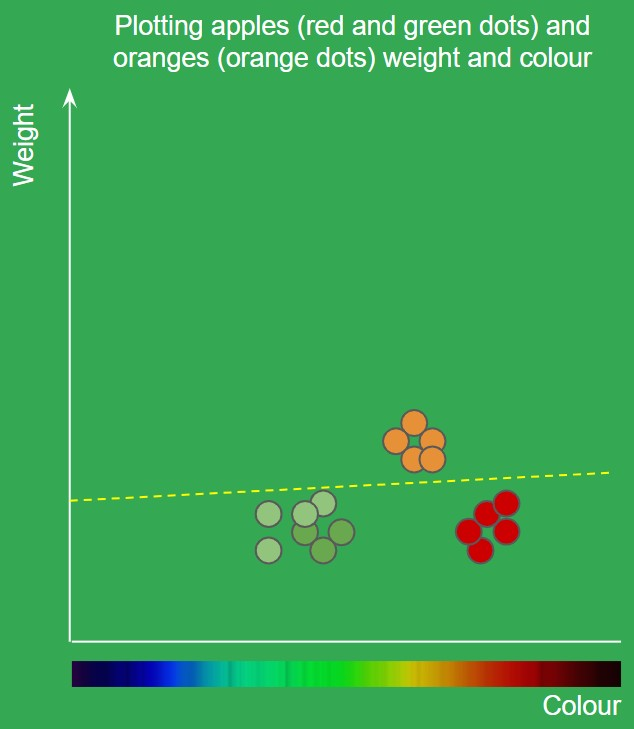 Plotting apples (red and green dots) and
oranges (orange dots) weight and colour
Weight
Colour